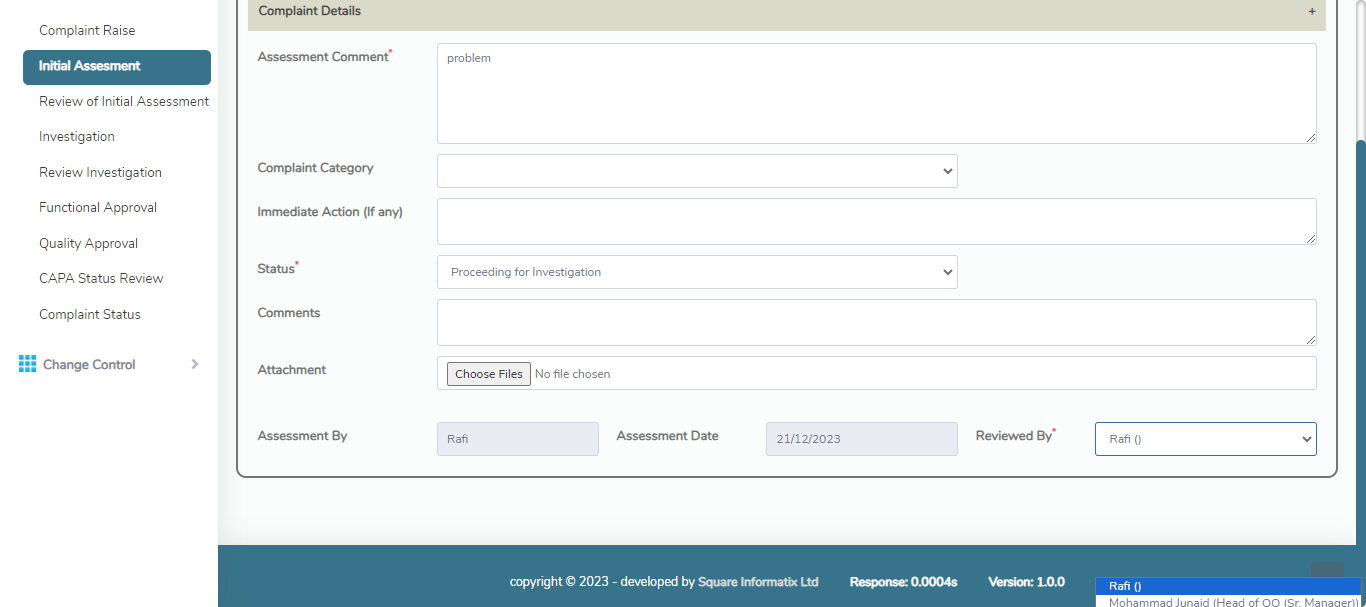 Complaint Details +
Complaint Raise
Initial Assesment
Review of Initial Assessment
Investigation
Review Investigation
Functional Approval
Quality Approval
CAPA Status Review
Complaint Status
Change Control
Assessment Comment*
problem
Complaint Category
Immediate Action (If any)
Status*
Proceeding for Investigation
Comments
Attachment
Choose Files No file chosen
Assessment By
Rafi
Assessment Date
21/12/2023
Reviewed By*
Rafi ()
copyright © 2023 - developed by Square Informatix Ltd
Response: 0.0004s
Version: 1.0.0
Rafi ()
Mohammad Junaid (Head of QO (Sr. Manager))